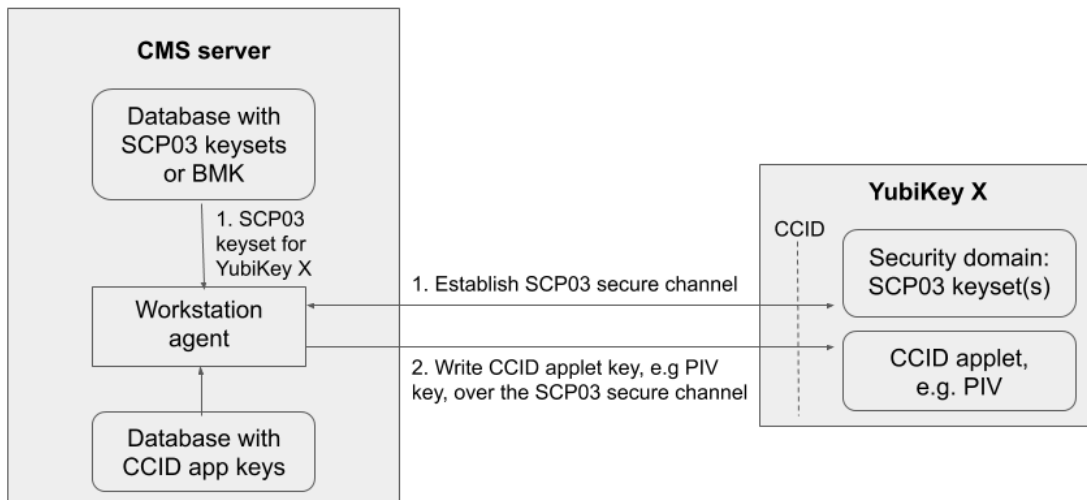 CMS server
Database with
SCP03 keysets
or BMK
1. SCP03
keyset for
YubiKey X
Workstation
agent
Database with
CCID app keys
1. Establish SCP03 secure channel
2. Write CCID applet key, e.g PIV
key, over the SCP03 secure channel
YubiKey X
CCID
Security domain:
SCP03 keyset(s)
CCID applet,
e.g. PIV